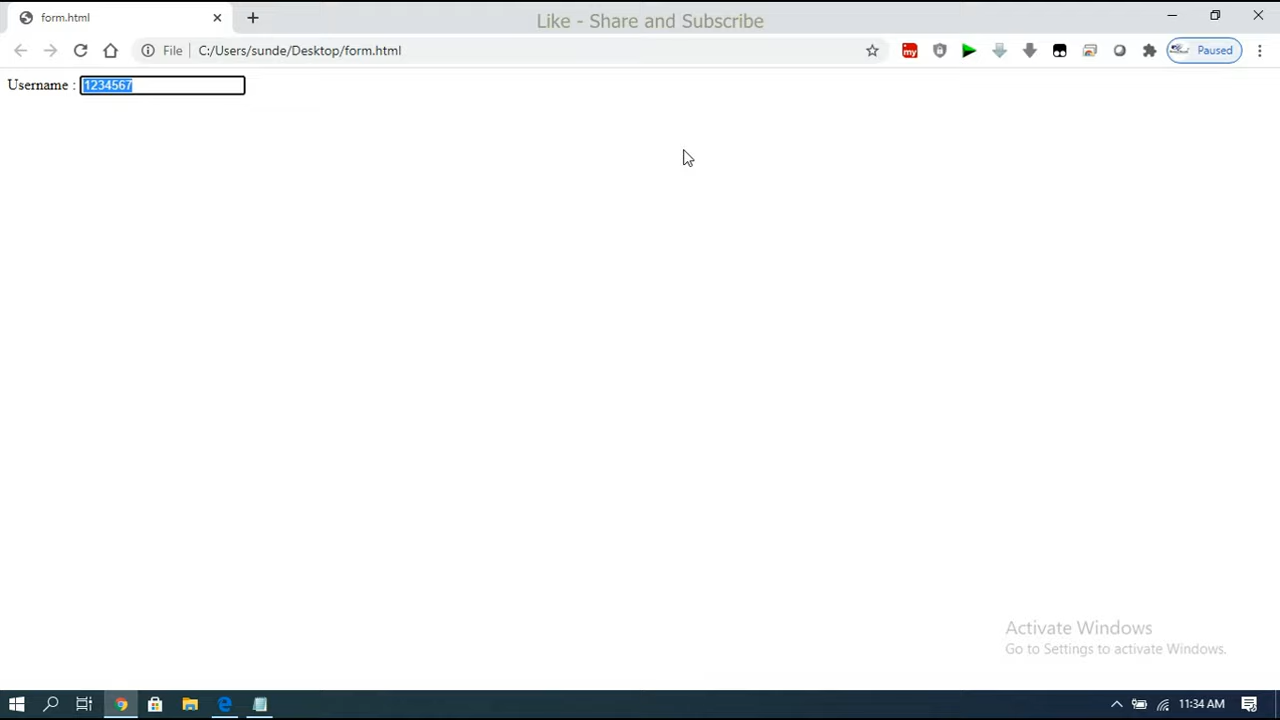 form.html
Like - Share and Subscribe
File
C:/Users/sunde/Desktop/form.html
my
Paused
Username :
1234567
Activate Windows
Go to Settings to activate Windows.
11:34 AM